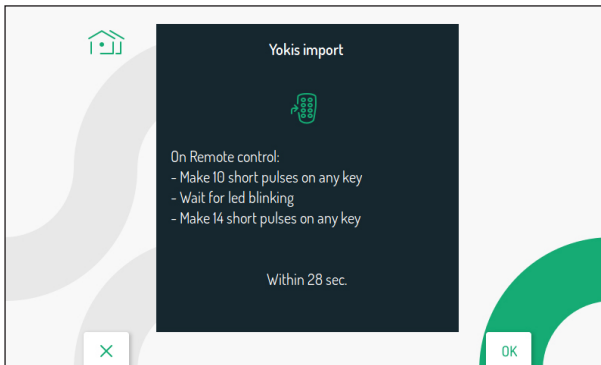 Yokis import
On Remote control:
- Make 10 short pulses on any key
- Wait for led blinking
- Make 14 short pulses on any key
Within 28 sec.
OK